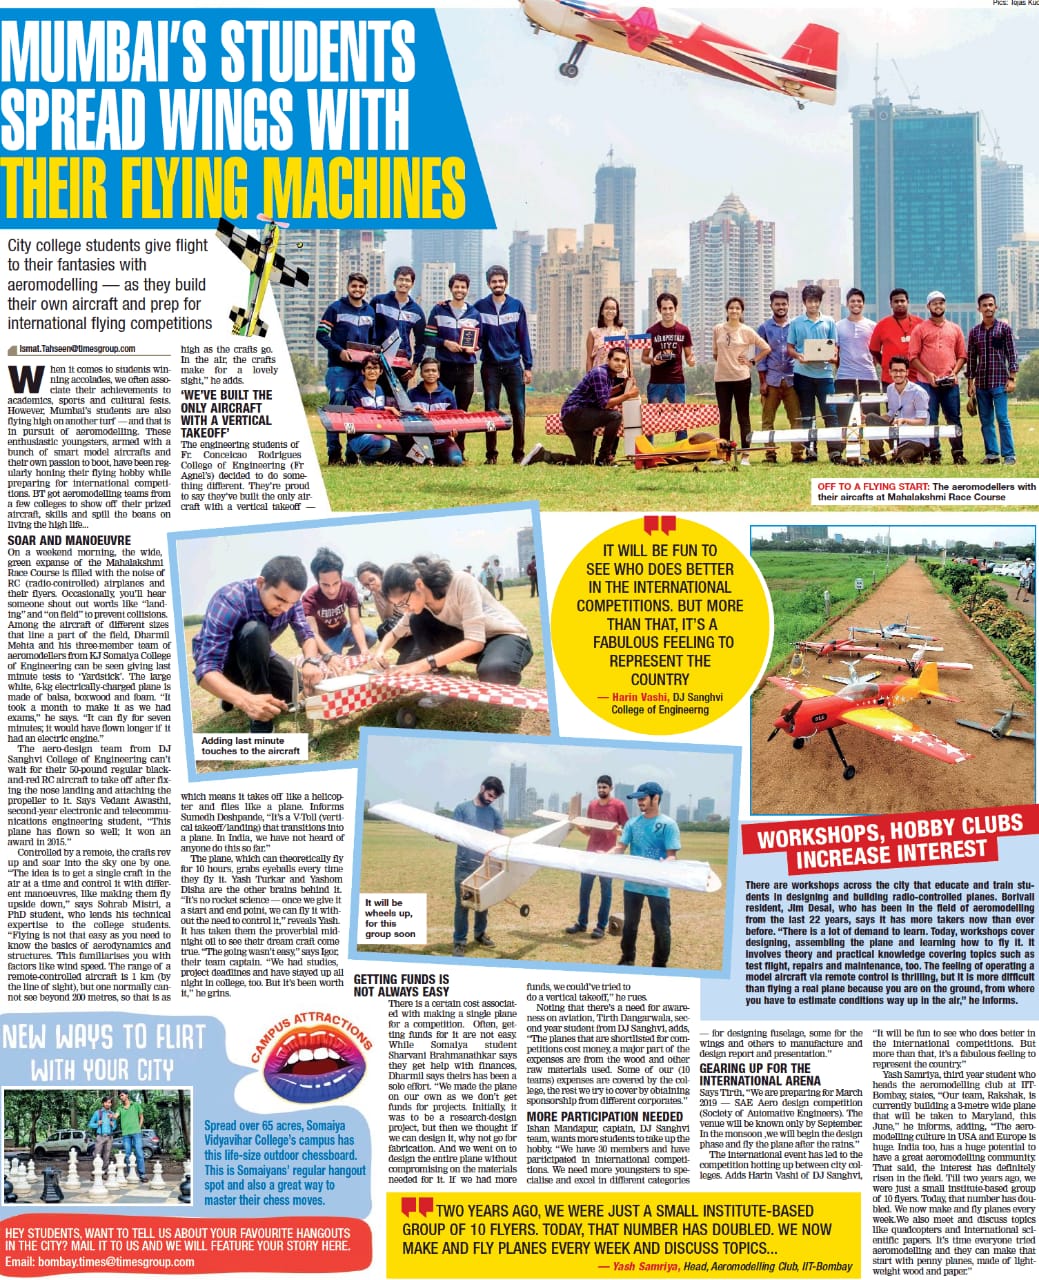 Pics: Tejas Kud
MUMBAI'S STUDENTS
SPREAD WINGS WITH
THEIR FLYING MACHINES
City college students give flight
to their fantasies with
aeromodelling — as they build
their own aircraft and prep for
international flying competitions
Ismat.Tahseen@timesgroup.com
When it comes to students win-
ning accolades, we often asso-
ciate their achievements to
academics, sports and cultural fests.
However, Mumbai's students are also
flying high on another turf — and that is
in pursuit of aeromodelling. These
enthusiastic youngsters, armed with a
bunch of smart model aircrafts and
their own passion to boot, have been reg-
ularly honing their flying hobby while
preparing for international competi-
tions. BT got aeromodelling teams from
a few colleges to show off their prized
aircraft, skills and spill the beans on
living the high life...
SOAR AND MANOEUVRE
On a weekend morning, the wide,
green expanse of the Mahalakshmi
Race Course is filled with the noise of
RC (radio-controlled) airplanes and
their flyers. Occasionally, you'll hear
someone shout out words like "land-
ing" and "on field" to prevent collisions.
Among the aircraft of different sizes
that line a part of the field, Dharmil
Mehta and his three-member team of
aeromodellers from KJ Somaiya College
of Engineering can be seen giving last
minute tests to 'Yardstick'. The large
white, 6-kg electrically-charged plane is
made of balsa, boxwood and foam. "It
took a month to make it as we had
exams," he says. "It can fly for seven
minutes; it would have flown longer if it
had an electric engine."
The aero-design team from DJ
Sanghvi College of Engineering can't
wait for their 50-pound regular black-
and-red RC aircraft to take off after fix-
ing the nose landing and attaching the
propeller to it. Says Vedant Awasthi,
second-year electronic and telecommu-
nications engineering student, "This
plane has flown so well; it won an
award in 2015."
Controlled by a remote, the crafts rev
up and soar into the sky one by one.
"The idea is to get a single craft in the
air at a time and control it with differ-
ent manoeuvres, like making them fly
upside down," says Sohrab Mistri, a
PhD student, who lends his technical
expertise to the college students.
"Flying is not that easy as you need to
know the basics of aerodynamics and
structures. This familiarises you with
factors like wind speed. The range of a
remote-controlled aircraft is 1 km (by
the line of sight), but one normally can-
not see beyond 200 metres, so that is as
high as the crafts go.
In the air, the crafts
make for a lovely
sight," he adds.
'WE'VE BUILT THE
ONLY AIRCRAFT
WITH A VERTICAL
TAKEOFF'
The engineering students of
Fr. Conceicao Rodrigues
College of Engineering (Fr
Agnel's) decided to do some-
thing different. They're proud
to say they've built the only air-
craft with a vertical takeoff —
OFF TO A FLYING START: The aeromodellers with
their aircafts at Mahalakshmi Race Course
Adding last minute
touches to the aircraft
IT WILL BE FUN TO
SEE WHO DOES BETTER
IN THE INTERNATIONAL
COMPETITIONS. BUT MORE
THAN THAT, IT'S A
FABULOUS FEELING TO
REPRESENT THE
COUNTRY
— Harin Vashi, DJ Sanghvi
College of Engineerng
It will be
wheels up,
for this
group soon
which means it takes off like a helicop-
ter and flies like a plane. Informs
Sumedh Deshpande, "It's a V-Toll (verti-
cal takeoff/landing) that transitions into
a plane. In India, we have not heard of
anyone do this so far."
The plane, which can theoretically fly
for 10 hours, grabs eyeballs every time
they fly it. Yash Turkar and Yashom
Disha are the other brains behind it.
"It's no rocket science — once we give it
a start and end point, we can fly it with-
out the need to control it," reveals Yash.
It has taken them the proverbial mid-
night oil to see their dream craft come
true. "The going wasn't easy," says Igor,
their team captain. "We had studies,
project deadlines and have stayed up all
night in college, too. But it's been worth
it," he grins.
GETTING FUNDS IS
NOT ALWAYS EASY
There is a certain cost associat-
ed with making a single plane
for a competition. Often, get-
ting funds for it are not easy.
While Somaiya student
Sharvani Brahmanathkar says
they get help with finances,
Dharmil says theirs has been a
solo effort. "We made the plane
on our own as we don't get
funds for projects. Initially, it
was to be a research-design
project, but then we thought if
we can design it, why not go for
fabrication. And we went on to
design the entire plane without
compromising on the materials
needed for it. If we had more
funds, we could've tried to
do a vertical takeoff," he rues.
Noting that there's a need for aware-
ness on aviation, Tirth Dangarwala, sec-
ond year student from DJ Sanghvi, adds,
"The planes that are shortlisted for com-
petitions cost money, a major part of the
expenses are from the wood and other
raw materials used. Some of our (10
teams) expenses are covered by the col-
lege, the rest we try to cover by obtaining
sponsorship from different corporates."
MORE PARTICIPATION NEEDED
Ishan Mandapur, captain, DJ Sanghvi
team, wants more students to take up the
hobby. "We have 30 members and have
participated in international competi-
tions. We need more youngsters to spe-
cialise and excel in different categories
WORKSHOPS, HOBBY CLUBS
INCREASE INTEREST
There are workshops across the city that educate and train stu-
dents in designing and building radio-controlled planes. Borivali
resident, Jim Desai, who has been in the field of aeromodelling
from the last 22 years, says it has more takers now than ever
before. "There is a lot of demand to learn. Today, workshops cover
designing, assembling the plane and learning how to fly it. It
involves theory and practical knowledge covering topics such as
test flight, repairs and maintenance, too. The feeling of operating a
model aircraft via remote control is thrilling, but it is more difficult
than flying a real plane because you are on the ground, from where
you have to estimate conditions way up in the air," he informs.
— for designing fuselage, some for the
wings and others to manufacture and
design report and presentation."
GEARING UP FOR THE
INTERNATIONAL ARENA
Says Tirth, "We are preparing for March
2019 — SAE Aero design competition
(Society of Automative Engineers). The
venue will be known only by September.
In the monsoon ,we will begin the design
phase and fly the plane after the rains."
The international event has led to the
competition hotting up between city col-
leges. Adds Harin Vashi of DJ Sanghvi,
"It will be fun to see who does better in
the international competitions. But
more than that, it's a fabulous feeling to
represent the country."
Yash Samriya, third year student who
heads the aeromodelling club at IIT-
Bombay, states, "Our team, Rakshak, is
currently building a 3-metre wide plane
that will be taken to Maryland, this
June," he informs, adding, "The aero-
modelling culture in USA and Europe is
huge. India too, has a huge potential to
have a great aeromodelling community.
That said, the interest has definitely
risen in the field. Till two years ago, we
were just a small institute-based group
of 10 flyers. Today, that number has dou-
bled. We now make and fly planes every
week.We also meet and discuss topics
like quadcopters and international sci-
entific papers. It's time everyone tried
aeromodelling and they can make that
start with penny planes, made of light-
weight wood and paper."
NEW WAYS TO FLIRT
WITH YOUR CITY
CAMPUS ATTRACTIONS
Spread over 65 acres, Somaiya
Vidyavihar College's campus has
this life-size outdoor chessboard.
This is Somaiyans' regular hangout
spot and also a great way to
master their chess moves.
HEY STUDENTS, WANT TO TELL US ABOUT YOUR FAVOURITE HANGOUTS
IN THE CITY? MAIL IT TO US AND WE WILL FEATURE YOUR STORY HERE.
Email: bombay.times@timesgroup.com
TWO YEARS AGO, WE WERE JUST A SMALL INSTITUTE-BASED
GROUP OF 10 FLYERS. TODAY, THAT NUMBER HAS DOUBLED. WE NOW
MAKE AND FLY PLANES EVERY WEEK AND DISCUSS TOPICS...
— Yash Samriya, Head, Aeromodelling Club, IIT-Bombay